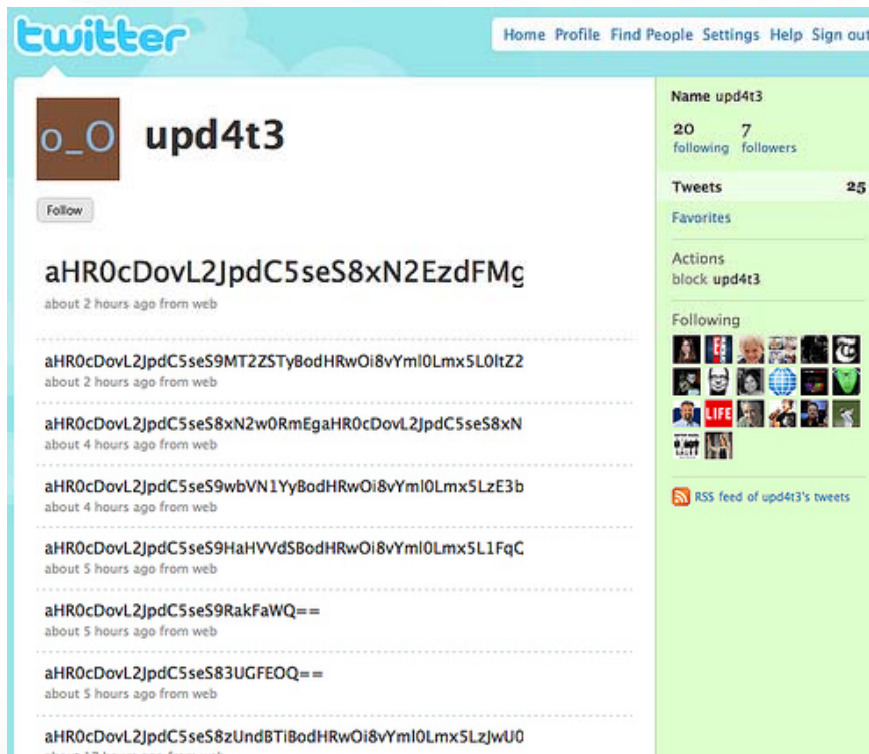 twitter
Home Profile Find People Settings Help Sign out
o_O
upd4t3
Follow
aHR0cDovL2JpdC5seS8xN2EzdFMg
about 2 hours ago from web
aHR0cDovL2JpdC5seS9MT2ZSTyBodHRwOi8vYml0Lmx5L0ltZ2
about 2 hours ago from web
aHR0cDovL2JpdC5seS8xN2w0RmEgaHR0cDovL2JpdC5seS8xN
about 4 hours ago from web
aHR0cDovL2JpdC5seS9wbVN1YyBodHRwOi8vYml0Lmx5LzE3b
about 4 hours ago from web
aHR0cDovL2JpdC5seS9HaHVVdSBodHRwOi8vYml0Lmx5L1FqC
about 5 hours ago from web
aHR0cDovL2JpdC5seS9RakFaWQ==
about 5 hours ago from web
aHR0cDovL2JpdC5seS83UGFEOQ==
about 5 hours ago from web
aHR0cDovL2JpdC5seS8zUndBTiBodHRwOi8vYml0Lmx5LzJwU0
Name upd4t3
20 7
following followers
Tweets 25
Favorites
Actions
block upd4t3
Following
LIFE
RSS feed of upd4t3's tweets